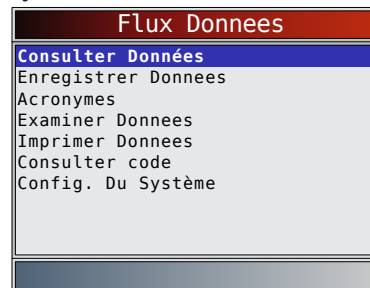 Flux Donnees
Consulter Données
Enregistrer Donnees
Acronymes
Examiner Donnees
Imprimer Donnees
Consulter code
Config. Du Système